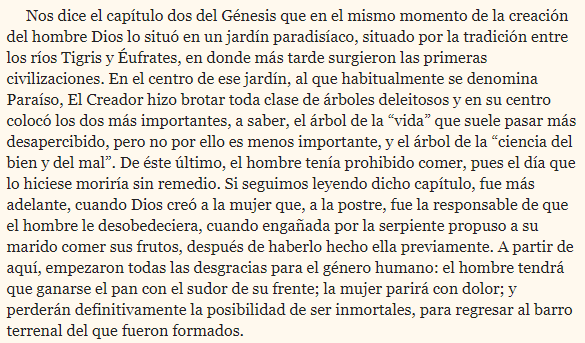 Nos dice el capítulo dos del Génesis que en el mismo momento de la creación
del hombre Dios lo situó en un jardín paradisíaco, situado por la tradición entre
los ríos Tigris y Éufrates, en donde más tarde surgieron las primeras
civilizaciones. En el centro de ese jardín, al que habitualmente se denomina
Paraíso, El Creador hizo brotar toda clase de árboles deleitosos y en su centro
colocó los dos más importantes, a saber, el árbol de la “vida” que suele pasar más
desapercibido, pero no por ello es menos importante, y el árbol de la “ciencia del
bien y del mal”. De éste último, el hombre tenía prohibido comer, pues el día que
lo hiciese moriría sin remedio. Si seguimos leyendo dicho capítulo, fue más
adelante, cuando Dios creó a la mujer que, a la postre, fue la responsable de que
el hombre le desobedeciera, cuando engañada por la serpiente propuso a su
marido comer sus frutos, después de haberlo hecho ella previamente. A partir de
aquí, empezaron todas las desgracias para el género humano: el hombre tendrá
que ganarse el pan con el sudor de su frente; la mujer parirá con dolor; y
perderán definitivamente la posibilidad de ser inmortales, para regresar al barro
terrenal del que fueron formados.